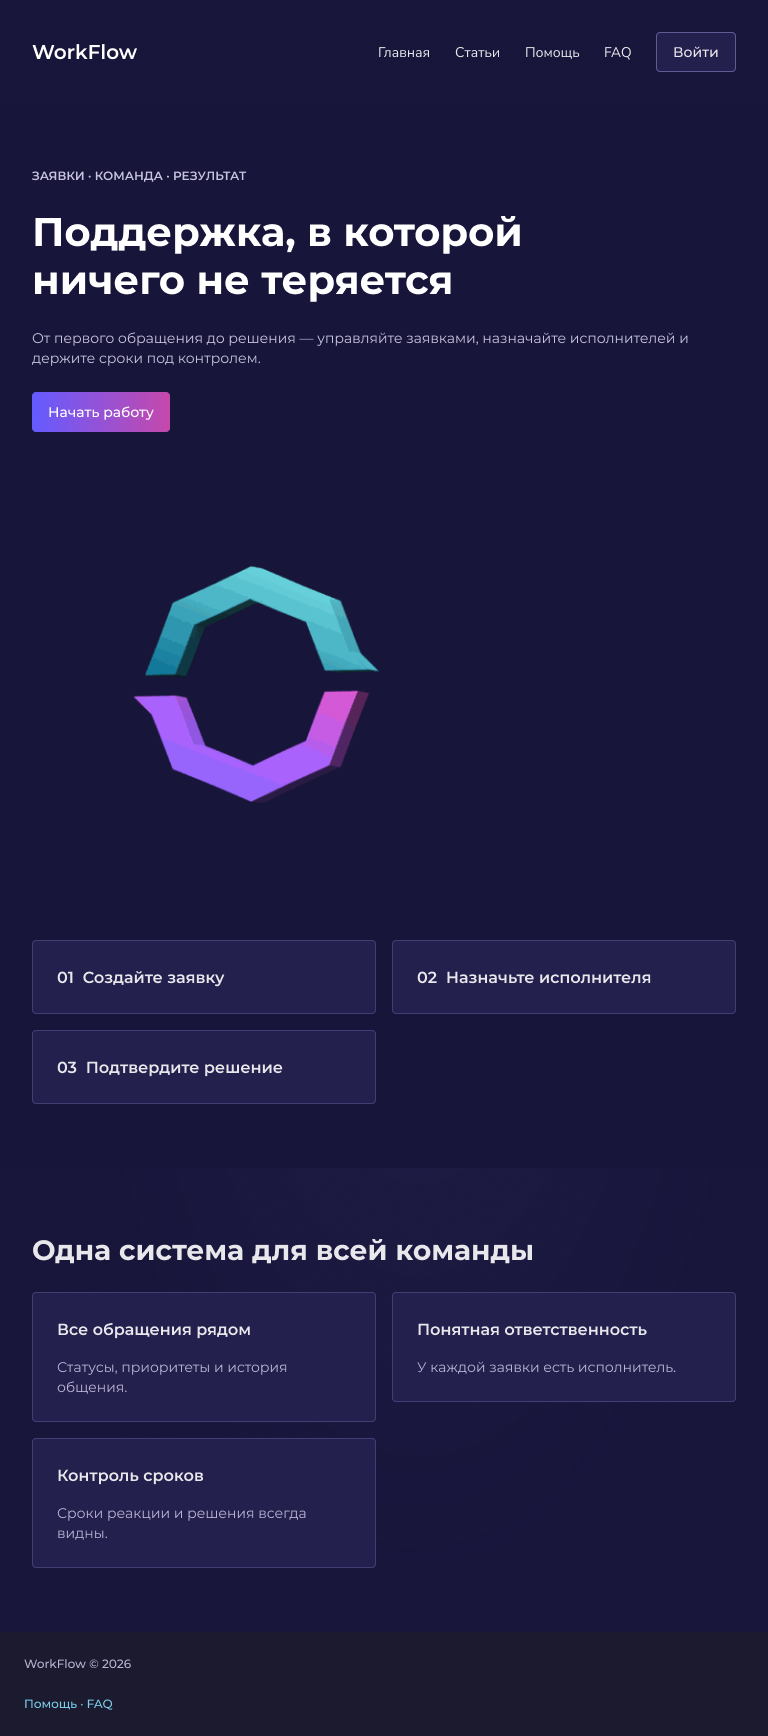 WorkFlow
Главная Статьи Помощь FAQ Войти
ЗАЯВКИ · КОМАНДА · РЕЗУЛЬТАТ
Поддержка, в которой
ничего не теряется
От первого обращения до решения — управляйте заявками, назначайте исполнителей и
держите сроки под контролем.
Начать работу
01 Создайте заявку
02 Назначьте исполнителя
03 Подтвердите решение
Одна система для всей команды
Все обращения рядом
Статусы, приоритеты и история
общения.
Понятная ответственность
У каждой заявки есть исполнитель.
Контроль сроков
Сроки реакции и решения всегда
видны.
WorkFlow © 2026
Помощь · FAQ